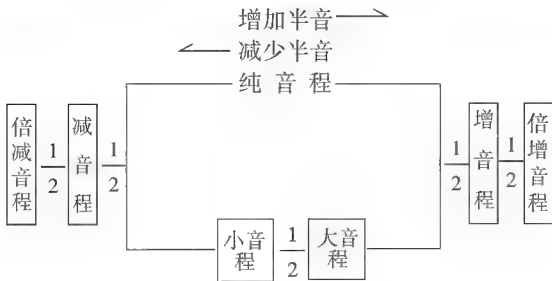 增加半音
减少半音
纯音程
倍减音程
1/2
减音程
1/2
1/2
增音程
1/2
倍增音程
小音程
1/2
大音程